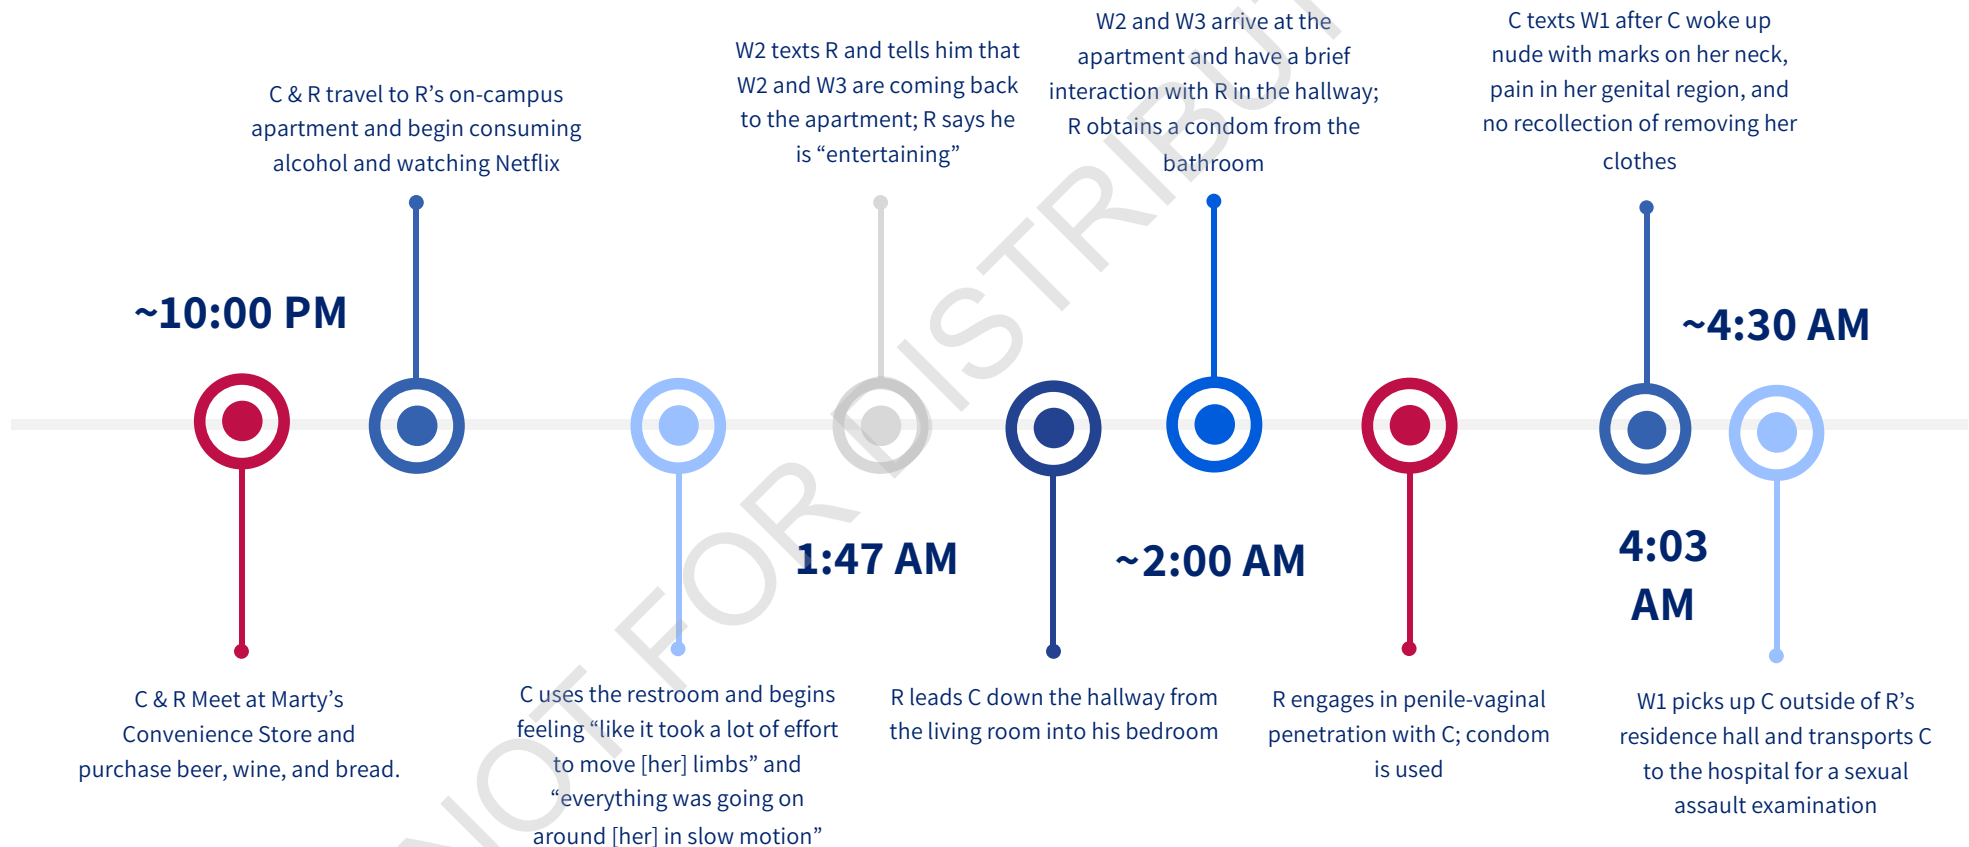 ~10:00 PM
C & R Meet at Marty’s
Convenience Store and
purchase beer, wine, and bread.
C & R travel to R’s on-campus
apartment and begin consuming
alcohol and watching Netflix
C uses the restroom and begins
feeling “like it took a lot of effort
to move [her] limbs” and
“everything was going on
around [her] in slow motion”
W2 texts R and tells him that
W2 and W3 are coming back
to the apartment; R says he
is “entertaining”
1:47 AM
R leads C down the hallway from
the living room into his bedroom
W2 and W3 arrive at the
apartment and have a brief
interaction with R in the hallway;
R obtains a condom from the
bathroom
~2:00 AM
R engages in penile-vaginal
penetration with C; condom
is used
C texts W1 after C woke up
nude with marks on her neck,
pain in her genital region, and
no recollection of removing her
clothes
4:03
AM
~4:30 AM
W1 picks up C outside of R’s
residence hall and transports C
to the hospital for a sexual
assault examination
NOT FOR DISTRIBUT